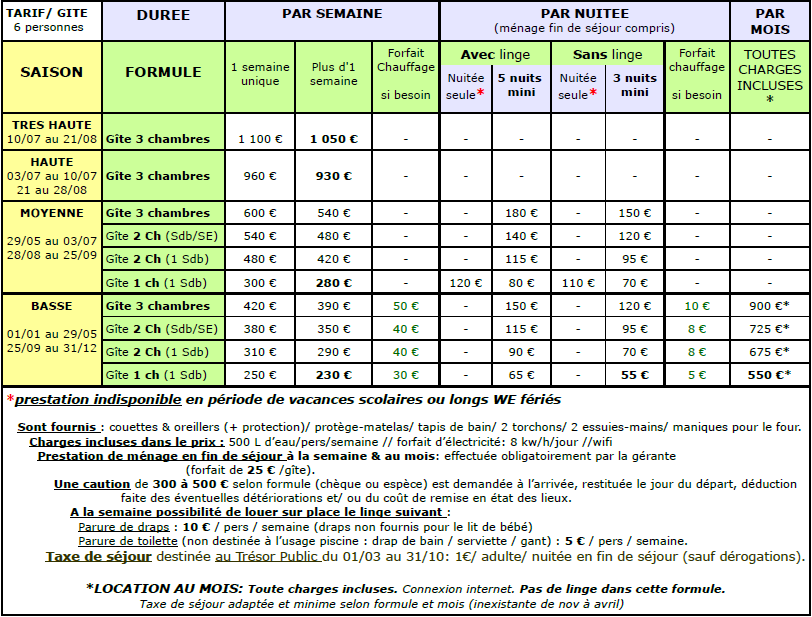 TARIF/ GITE DUREE PAR SEMAINE PAR NUITEE PAR
6 personnes (ménage fin de séjour compris) MOIS
SAISON FORMULE 1 semaine unique Plus d'1 semaine Forfait Chauffage si besoin Avec linge Sans linge Forfait chauffage si besoin TOUTES CHARGES INCLUSES *
Nuitée seule* 5 nuits mini Nuitée seule* 3 nuits mini
TRES HAUTE
10/07 au 21/08 Gîte 3 chambres 1 100 € 1 050 € - - - - - - -
HAUTE
03/07 au 10/07 Gîte 3 chambres 960 € 930 € - - - - - - -
21 au 28/08
MOYENNE Gîte 3 chambres 600 € 540 € - - 180 € - 150 € - -
29/05 au 03/07 Gîte 2 Ch (Sdb/SE) 540 € 480 € - - 140 € - 120 € - -
28/08 au 25/09 Gîte 2 Ch (1 Sdb) 480 € 420 € - - 115 € - 95 € - -
Gîte 1 ch (1 Sdb) 300 € 280 € - 120 € 80 € 110 € 70 € - -
BASSE Gîte 3 chambres 420 € 390 € 50 € - 150 € - 120 € 10 € 900 €*
01/01 au 29/05 Gîte 2 Ch (Sdb/SE) 380 € 350 € 40 € - 115 € - 95 € 8 € 725 €*
25/09 au 31/12 Gîte 2 Ch (1 Sdb) 310 € 290 € 40 € - 90 € - 70 € 8 € 675 €*
Gîte 1 ch (1 Sdb) 250 € 230 € 30 € - 65 € - 55 € 5 € 550 €*
*prestation indisponible en période de vacances scolaires ou longs WE fériés
Sont fournis : couettes & oreillers (+ protection)/ protège-matelas/ tapis de bain/ 2 torchons/ 2 essuies-mains/ maniques pour le four.
Charges incluses dans le prix : 500 L d'eau/pers/semaine // forfait d'électricité: 8 kw/h/jour //wifi
Prestation de ménage en fin de séjour à la semaine & au mois: effectuée obligatoirement par la gérante
(forfait de 25 € /gîte).
Une caution de 300 à 500 € selon formule (chèque ou espèce) est demandée à l'arrivée, restituée le jour du départ, déduction
faite des éventuelles détériorations et/ ou du coût de remise en état des lieux.
A la semaine possibilité de louer sur place le linge suivant :
Parure de draps : 10 € / pers / semaine (draps non fournis pour le lit de bébé)
Parure de toilette (non destinée à l'usage piscine : drap de bain / serviette / gant) : 5 € / pers / semaine.
Taxe de séjour destinée au Trésor Public du 01/03 au 31/10: 1€/ adulte/ nuitée en fin de séjour (sauf dérogations).
*LOCATION AU MOIS: Toute charges incluses. Connexion internet. Pas de linge dans cette formule.
Taxe de séjour adaptée et minime selon formule et mois (inexistante de nov à avril)